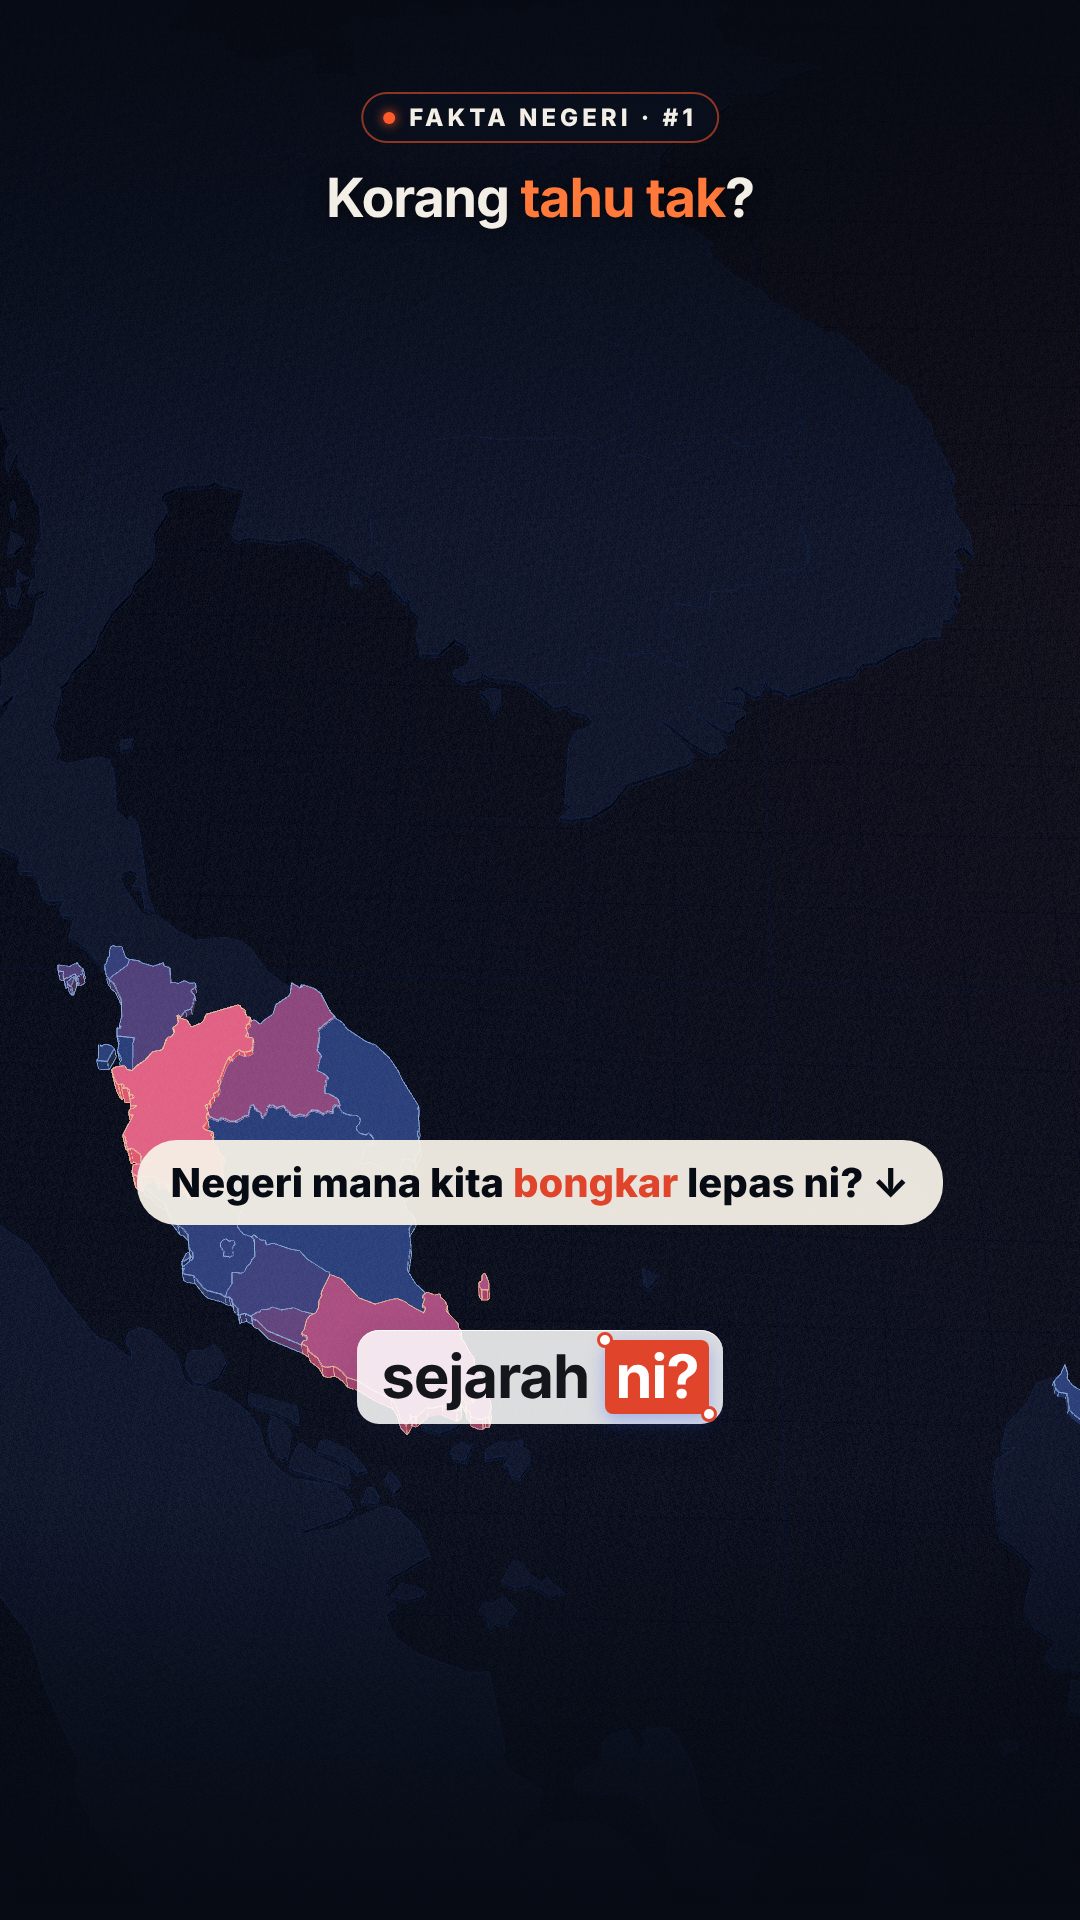 FAKTA NEGERI · #1
Korang tahu tak?
Negeri mana kita bongkar lepas ni? ↓
sejarah ni?